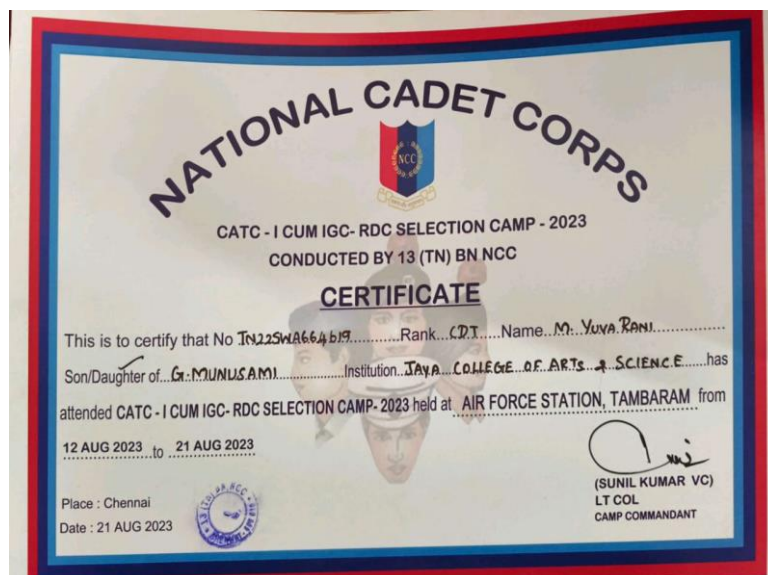 NATIONAL CADET CORPS
NCC
CATC - I CUM IGC- RDC SELECTION CAMP - 2023
CONDUCTED BY 13 (TN) BN NCC
CERTIFICATE
This is to certify that No TN22SWA664619 Rank CDT Name M. YUVA RANI
Son/Daughter of G. MUNUSAMI Institution JAYA COLLEGE OF ARTS & SCIENCE has
attended CATC - I CUM IGC- RDC SELECTION CAMP- 2023 held at AIR FORCE STATION, TAMBARAM from
12 AUG 2023 to 21 AUG 2023
(SUNIL KUMAR VC)
LT COL
CAMP COMMANDANT
Place : Chennai
Date : 21 AUG 2023